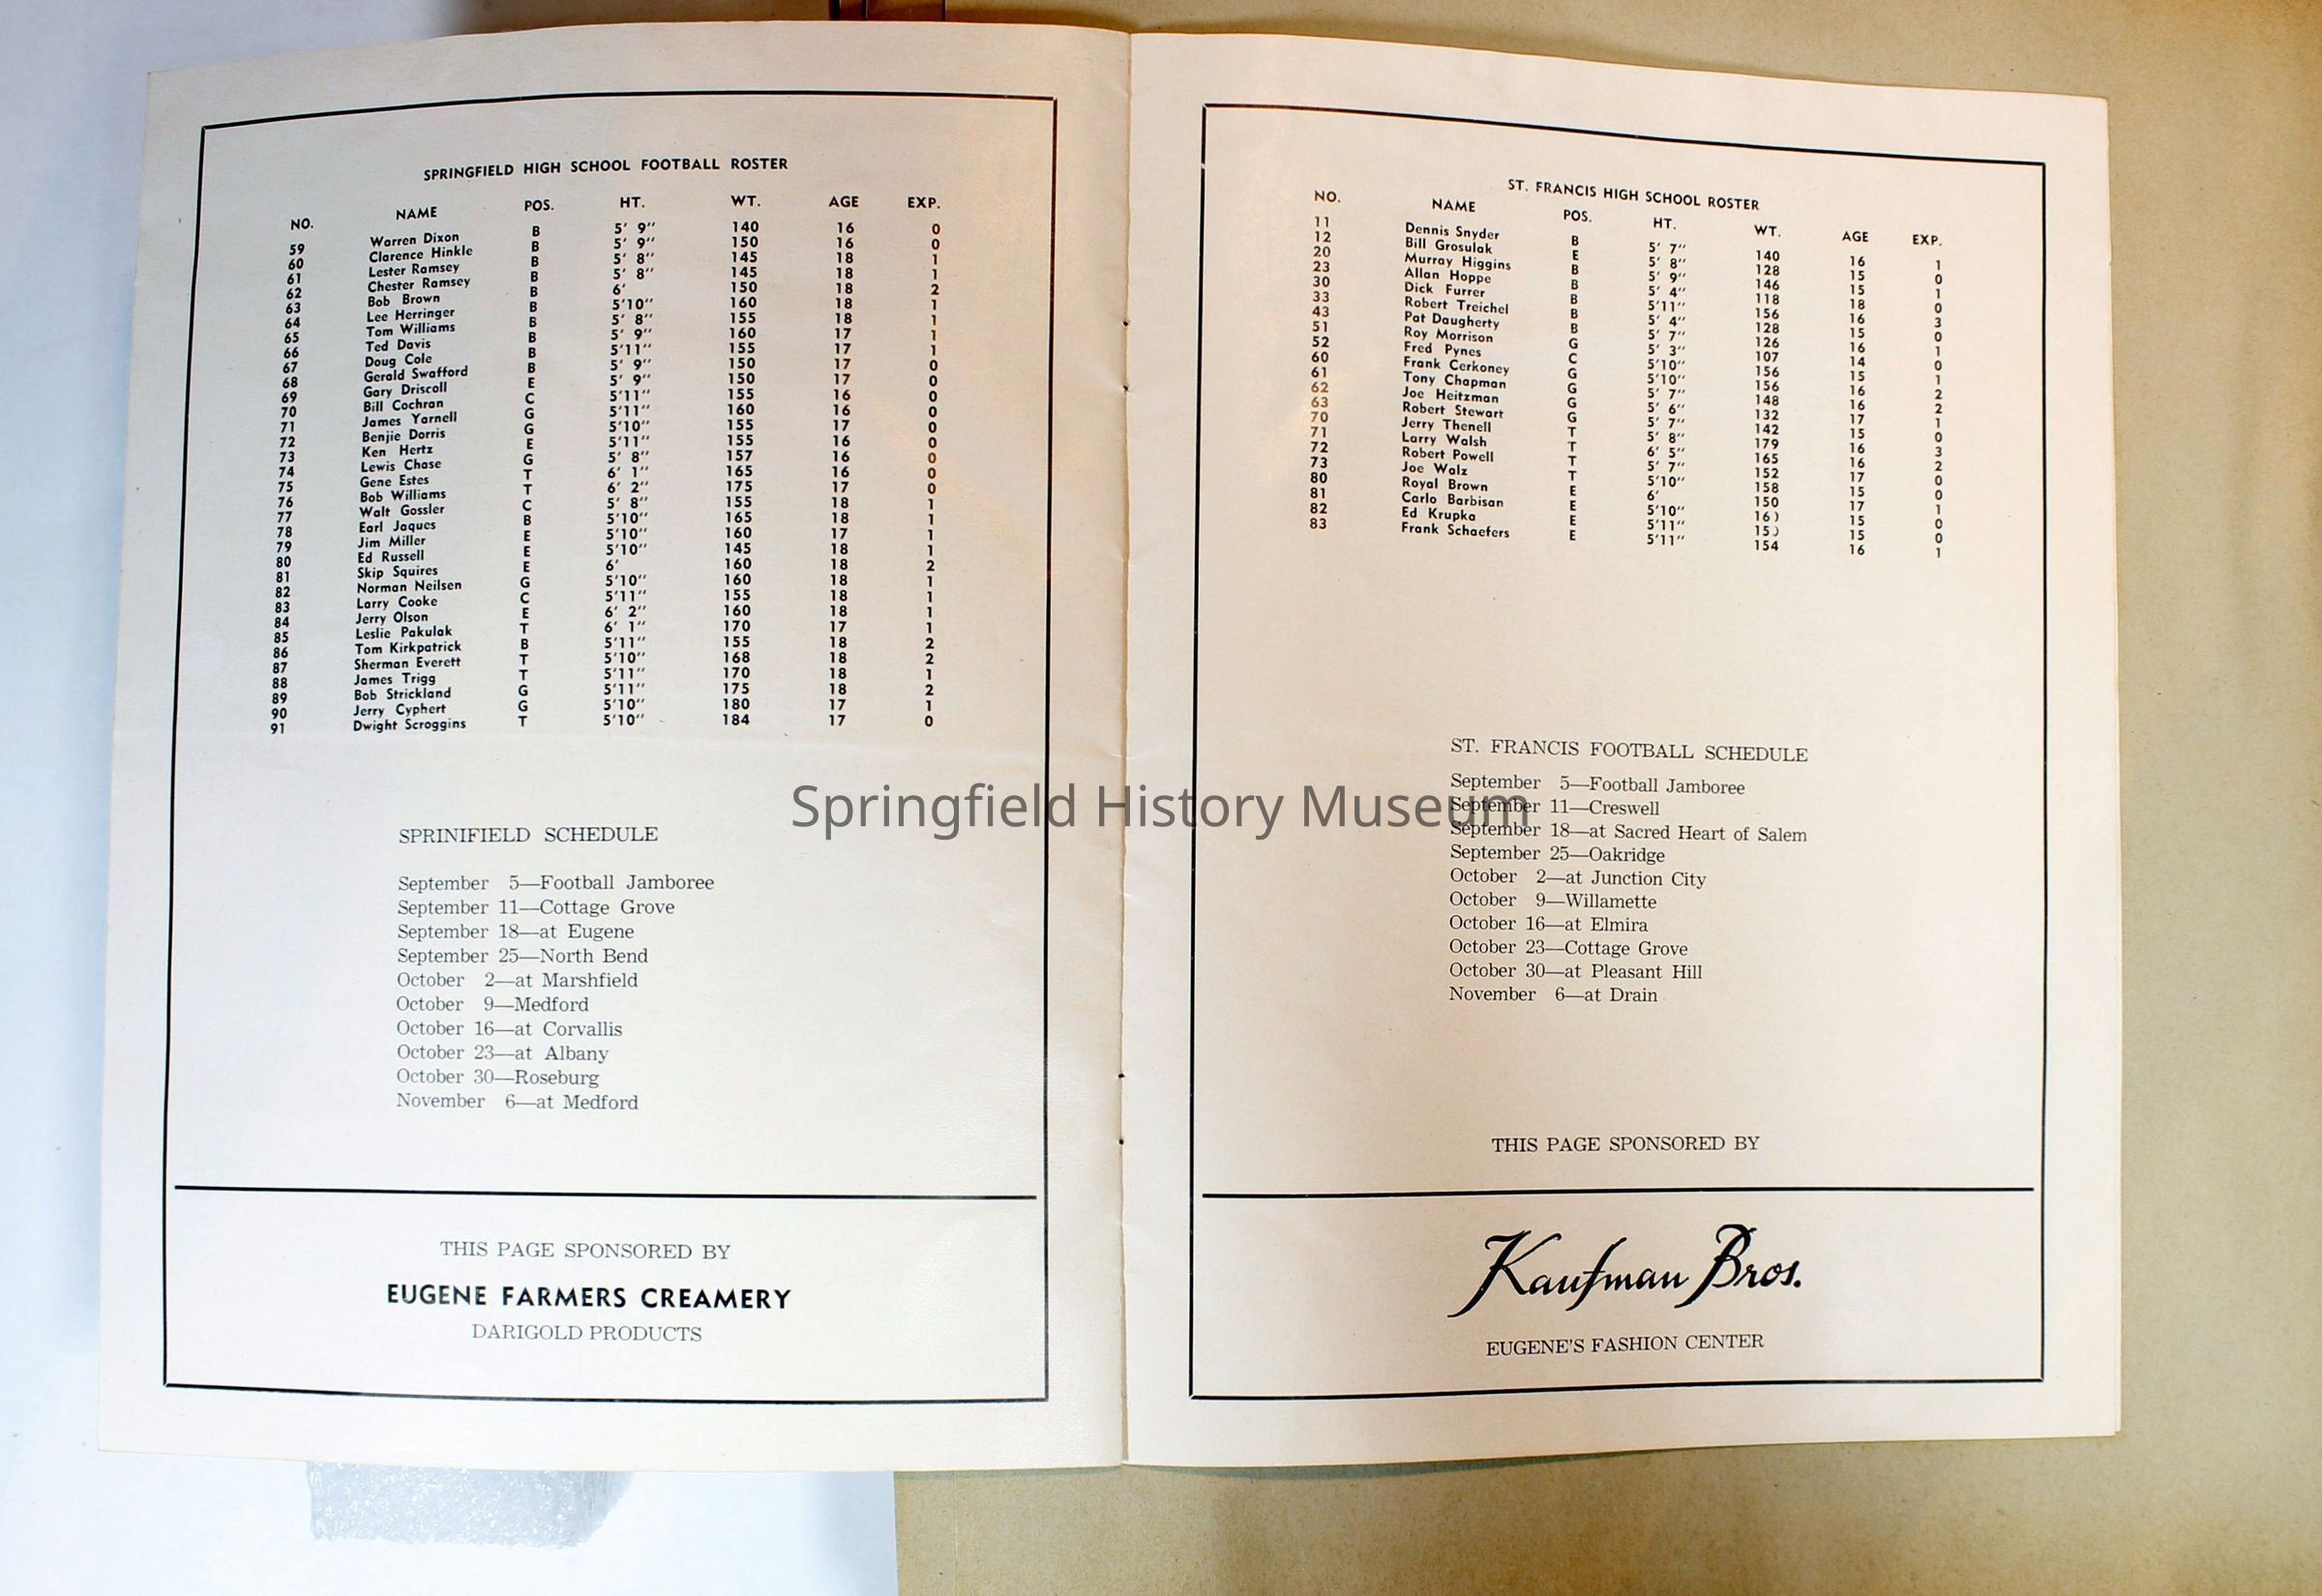 SPRINGFIELD HIGH SCHOOL FOOTBALL ROSTER
NO. NAME POS. HT. WT. AGE EXP.
59 Warren Dixon B 5' 9" 140 16 0
60 Clarence Hinkle B 5' 9" 150 16 0
61 Lester Ramsey B 5' 8" 145 18 1
62 Chester Ramsey B 5' 8" 145 18 1
63 Bob Brown B 6' 150 18 2
64 Lee Herringer B 5'10" 160 18 1
65 Tom Williams B 5' 8" 155 18 1
66 Ted Davis B 5' 9" 160 17 1
67 Doug Cole B 5'11" 155 17 1
68 Gerald Swafford B 5' 9" 150 17 0
69 Gary Driscoll E 5' 9" 150 17 0
70 Bill Cochran C 5'11" 155 16 0
71 James Yarnell G 5'11" 160 16 0
72 Benjie Dorris G 5'10" 155 17 0
73 Ken Hertz E 5'11" 155 16 0
74 Lewis Chase G 5' 8" 157 16 0
75 Gene Estes T 6' 1" 165 16 0
76 Bob Williams T 6' 2" 175 17 0
77 Walt Gossler C 5' 8" 155 18 1
78 Earl Jaques B 5'10" 165 18 1
79 Jim Miller E 5'10" 160 17 1
80 Ed Russell E 5'10" 145 18 1
81 Skip Squires E 6' 160 18 2
82 Norman Neilsen G 5'10" 160 18 1
83 Larry Cooke C 5'11" 155 18 1
84 Jerry Olson E 6' 2" 160 18 1
85 Leslie Pakulak T 6' 1" 170 17 1
86 Tom Kirkpatrick B 5'11" 155 18 2
87 Sherman Everett T 5'10" 168 18 2
88 James Trigg T 5'11" 170 18 1
89 Bob Strickland G 5'11" 175 18 2
90 Jerry Cyphert G 5'10" 180 17 1
91 Dwight Scroggins T 5'10" 184 17 0
SPRINIFIELD SCHEDULE
September 5—Football Jamboree
September 11—Cottage Grove
September 18—at Eugene
September 25—North Bend
October 2—at Marshfield
October 9—Medford
October 16—at Corvallis
October 23—at Albany
October 30—Roseburg
November 6—at Medford
THIS PAGE SPONSORED BY
EUGENE FARMERS CREAMERY
DARIGOLD PRODUCTS
ST. FRANCIS HIGH SCHOOL ROSTER
NO. NAME POS. HT. WT. AGE EXP.
11 Dennis Snyder B 5' 7" 140 16 1
12 Bill Grosulak E 5' 8" 128 15 0
20 Murray Higgins B 5' 9" 146 15 1
23 Allan Hoppe B 5' 4" 118 18 0
30 Dick Furrer B 5'11" 156 16 3
33 Robert Treichel B 5' 4" 128 15 0
43 Pat Daugherty B 5' 7" 126 16 1
51 Roy Morrison G 5' 3" 107 14 0
52 Fred Pynes C 5'10" 156 15 1
60 Frank Cerkoney G 5'10" 156 16 2
61 Tony Chapman G 5' 7" 148 16 2
62 Joe Heitzman G 5' 6" 132 17 1
63 Robert Stewart G 5' 7" 142 15 0
70 Jerry Thenell T 5' 8" 179 16 3
71 Larry Walsh T 6' 5" 165 16 2
72 Robert Powell T 5' 7" 152 17 0
73 Joe Walz T 5'10" 158 15 0
80 Royal Brown E 6' 150 17 1
81 Carlo Barbisan E 5'10" 16) 15 0
82 Ed Krupka E 5'11" 15) 15 0
83 Frank Schaefers E 5'11" 154 16 1
ST. FRANCIS FOOTBALL SCHEDULE
September 5—Football Jamboree
September 11—Creswell
September 18—at Sacred Heart of Salem
September 25—Oakridge
October 2—at Junction City
October 9—Willamette
October 16—at Elmira
October 23—Cottage Grove
October 30—at Pleasant Hill
November 6—at Drain
THIS PAGE SPONSORED BY
Kaufman Bros.
EUGENE'S FASHION CENTER
Springfield History Museum